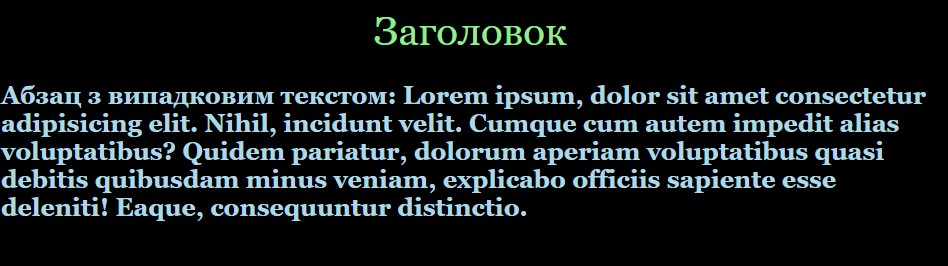 Заголовок
Абзац з випадковим текстом: Lorem ipsum, dolor sit amet consectetur
adipisicing elit. Nihil, incidunt velit. Cumque cum autem impedit alias
voluptatibus? Quidem pariatur, dolorum aperiam voluptatibus quasi
debitis quibusdam minus veniam, explicabo officiis sapiente esse
deleniti! Eaque, consequuntur distinctio.